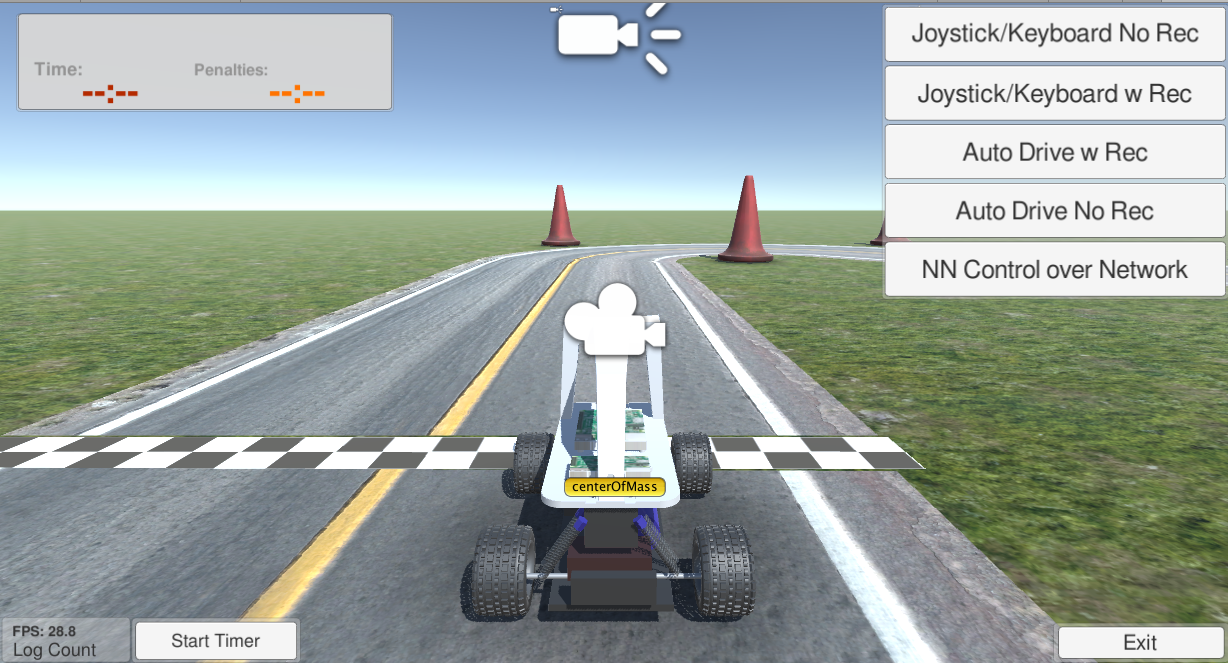 Time:
Penalties:
--:--
--:--
Joystick/Keyboard No Rec
Joystick/Keyboard w Rec
Auto Drive w Rec
Auto Drive No Rec
NN Control over Network
centerOfMass
FPS: 28.8
Log Count
Start Timer
Exit